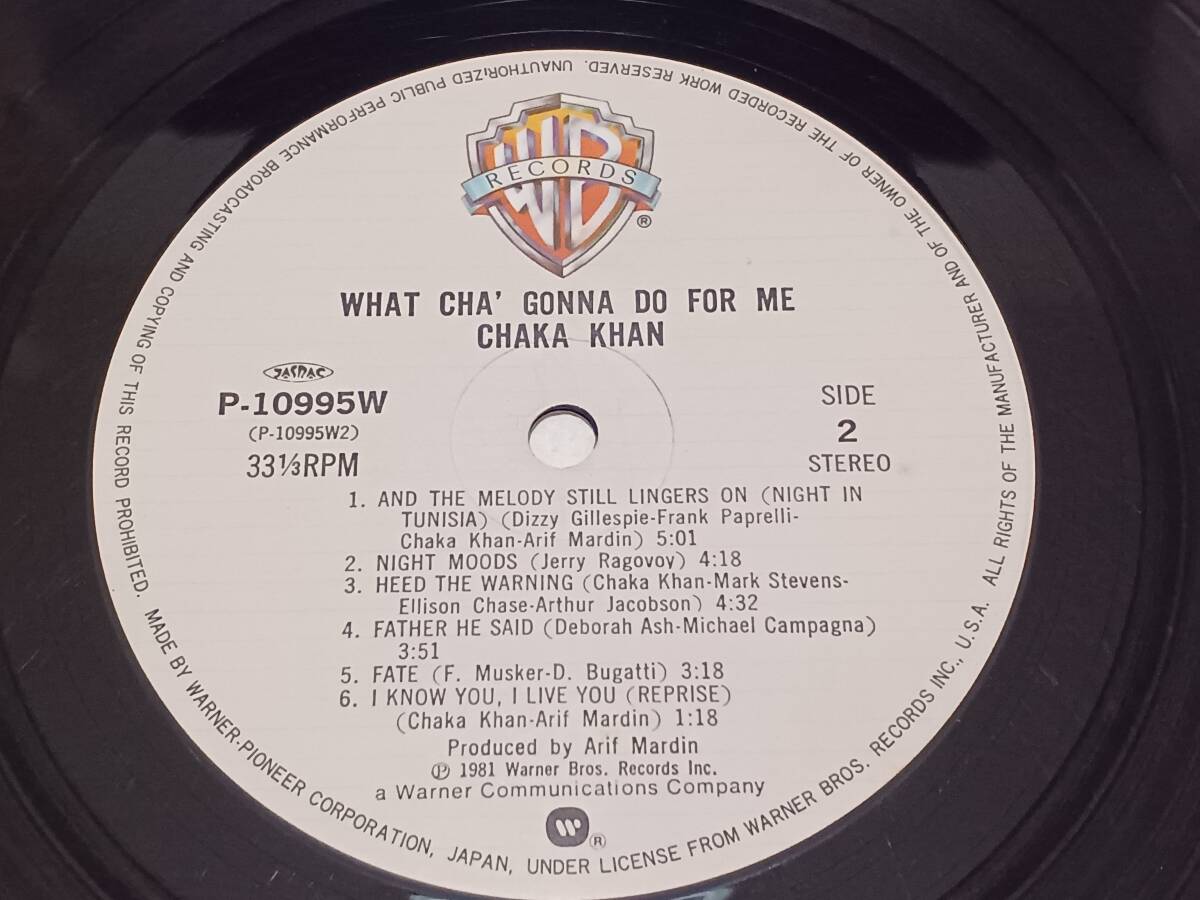 RECORDS
®
WHAT CHA' GONNA DO FOR ME
CHAKA KHAN
JASRAC
P-10995W
(P-10995W2)
33 1/3 RPM
SIDE
2
STEREO
1. AND THE MELODY STILL LINGERS ON (NIGHT IN
TUNISIA) (Dizzy Gillespie-Frank Paprelli-
Chaka Khan-Arif Mardin) 5:01
2. NIGHT MOODS (Jerry Ragovoy) 4:18
3. HEED THE WARNING (Chaka Khan-Mark Stevens-
Ellison Chase-Arthur Jacobson) 4:32
4. FATHER HE SAID (Deborah Ash-Michael Campagna)
3:51
5. FATE (F. Musker-D. Bugatti) 3:18
6. I KNOW YOU, I LIVE YOU (REPRISE)
(Chaka Khan-Arif Mardin) 1:18
Produced by Arif Mardin
℗ 1981 Warner Bros. Records Inc.
a Warner Communications Company
®
MADE BY WARNER-PIONEER CORPORATION, JAPAN, UNDER LICENSE FROM WARNER BROS. RECORDS INC., U.S.A. ALL RIGHTS OF THE MANUFACTURER AND OF THE OWNER OF THE RECORDED WORK RESERVED. UNAUTHORIZED PUBLIC PERFORMANCE BROADCASTING AND COPYING OF THIS RECORD PROHIBITED.